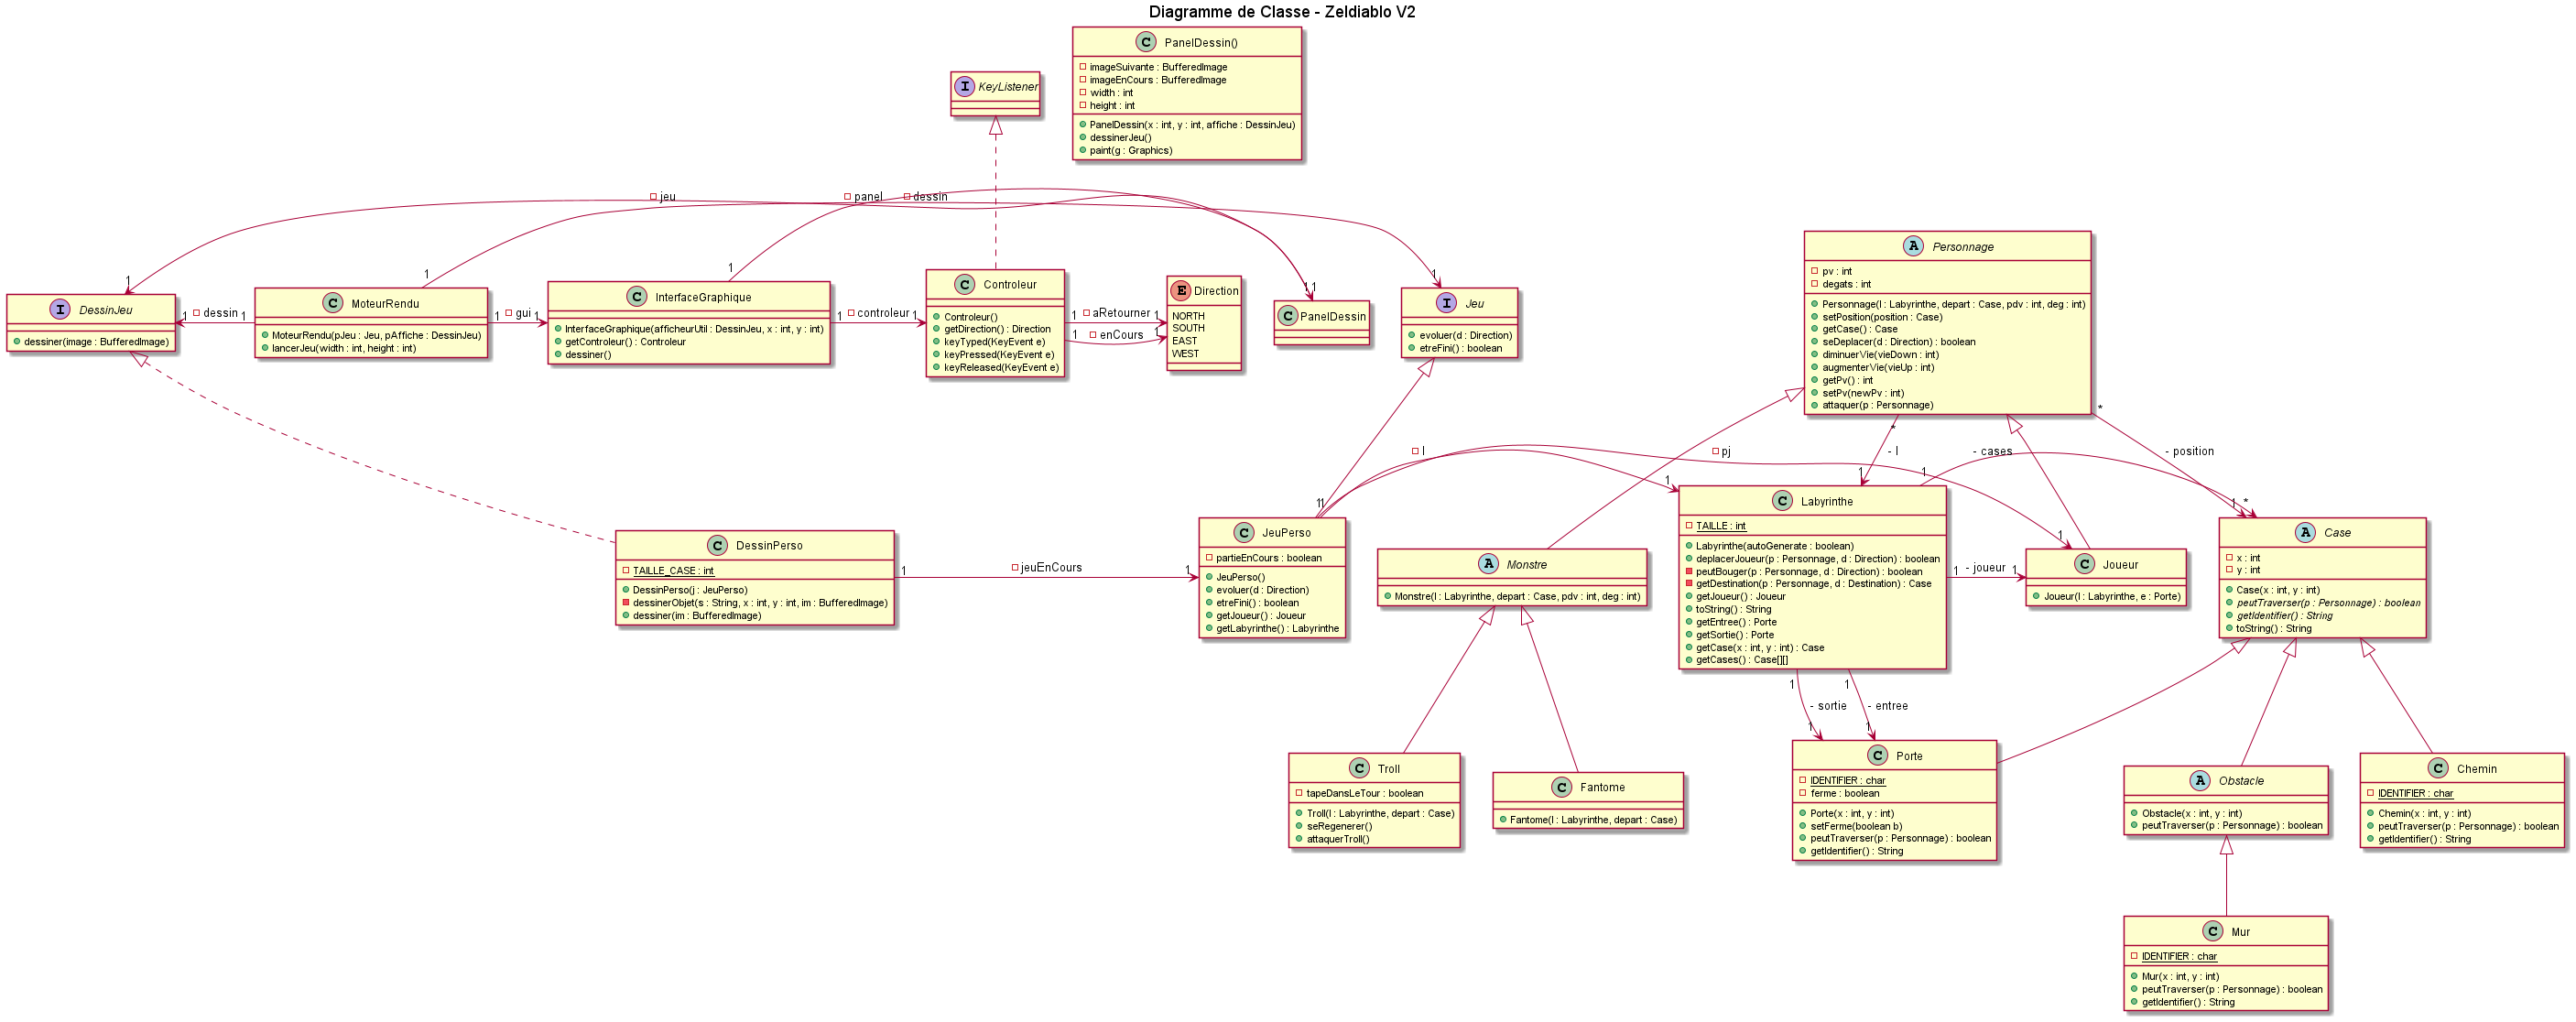 Diagramme de Classe - Zeldiablo V2
PanelDessin()
imageSuivante : BufferedImage
imageEnCours : BufferedImage
width : int
height : int
PanelDessin(x : int, y : int, affiche : DessinJeu)
dessinerJeu()
paint(g : Graphics)
KeyListener
jeu
panel
dessin
1
1
1
1 1
1
DessinJeu
dessiner(image : BufferedImage)
1 dessin 1
MoteurRendu
MoteurRendu(pJeu : Jeu, pAffiche : DessinJeu)
lancerJeu(width : int, height : int)
1 gui 1
InterfaceGraphique
InterfaceGraphique(afficheurUtil : DessinJeu, x : int, y : int)
getControleur() : Controleur
dessiner()
1 controleur 1
Controleur
Controleur()
getDirection() : Direction
keyTyped(KeyEvent e)
keyPressed(KeyEvent e)
keyReleased(KeyEvent e)
1 aRetourner 1
1 enCours 1
Direction
NORTH
SOUTH
EAST
WEST
PanelDessin
Jeu
evoluer(d : Direction)
etreFini() : boolean
Personnage
pv : int
degats : int
Personnage(l : Labyrinthe, depart : Case, pdv : int, deg : int)
setPosition(position : Case)
getCase() : Case
seDeplacer(d : Direction) : boolean
diminuerVie(vieDown : int)
augmenterVie(vieUp : int)
getPv() : int
setPv(newPv : int)
attaquer(p : Personnage)
*
*
l
pj
- l
- cases
- position
1
1
1
1
*
1 1
1
DessinPerso
TAILLE_CASE : int
DessinPerso(j : JeuPerso)
dessinerObjet(s : String, x : int, y : int, im : BufferedImage)
dessiner(im : BufferedImage)
1 jeuEnCours 1
JeuPerso
partieEnCours : boolean
JeuPerso()
evoluer(d : Direction)
etreFini() : boolean
getJoueur() : Joueur
getLabyrinthe() : Labyrinthe
Monstre
Monstre(l : Labyrinthe, depart : Case, pdv : int, deg : int)
Labyrinthe
TAILLE : int
Labyrinthe(autoGenerate : boolean)
deplacerJoueur(p : Personnage, d : Direction) : boolean
peutBouger(p : Personnage, d : Direction) : boolean
getDestination(p : Personnage, d : Destination) : Case
getJoueur() : Joueur
toString() : String
getEntree() : Porte
getSortie() : Porte
getCase(x : int, y : int) : Case
getCases() : Case[][]
1 - joueur 1
Joueur
Joueur(l : Labyrinthe, e : Porte)
Case
x : int
y : int
Case(x : int, y : int)
peutTraverser(p : Personnage) : boolean
getIdentifier() : String
toString() : String
1
1
- sortie
- entree
1
1
Troll
tapeDansLeTour : boolean
Troll(l : Labyrinthe, depart : Case)
seRegenerer()
attaquerTroll()
Fantome
Fantome(l : Labyrinthe, depart : Case)
Porte
IDENTIFIER : char
ferme : boolean
Porte(x : int, y : int)
setFerme(boolean b)
peutTraverser(p : Personnage) : boolean
getIdentifier() : String
Obstacle
Obstacle(x : int, y : int)
peutTraverser(p : Personnage) : boolean
Chemin
IDENTIFIER : char
Chemin(x : int, y : int)
peutTraverser(p : Personnage) : boolean
getIdentifier() : String
Mur
IDENTIFIER : char
Mur(x : int, y : int)
peutTraverser(p : Personnage) : boolean
getIdentifier() : String